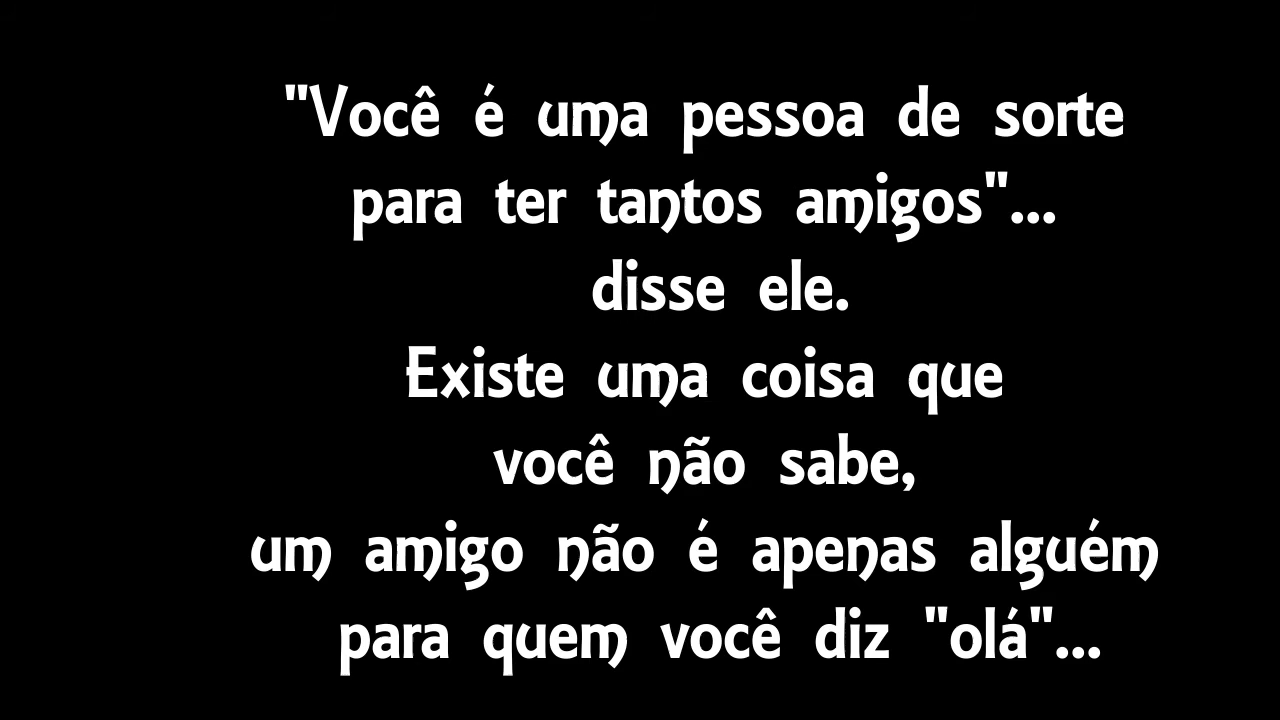 "Você é uma pessoa de sorte
para ter tantos amigos"...
disse ele.
Existe uma coisa que
você não sabe,
um amigo não é apenas alguém
para quem você diz "olá"...